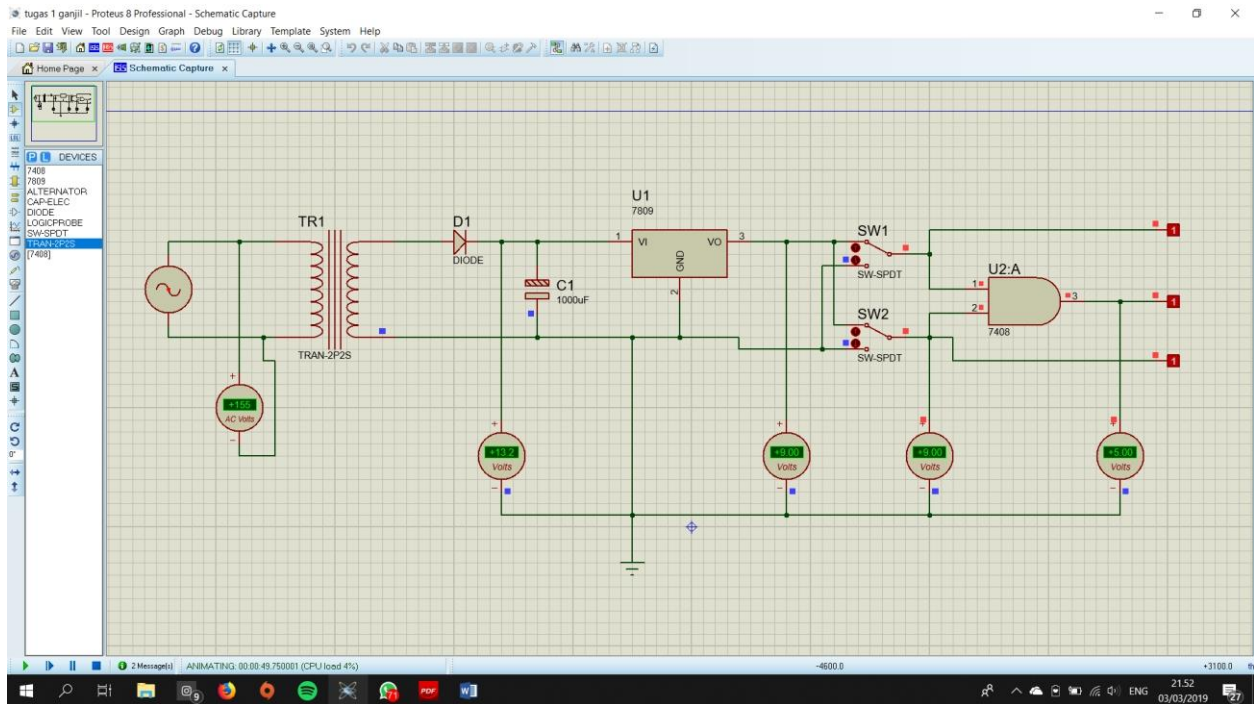 tugas 1 ganjil - Proteus 8 Professional - Schematic Capture
File Edit View Tool Design Graph Debug Library Template System Help
Home Page × Schematic Capture ×
P L DEVICES
7408
7809
ALTERNATOR
CAP-ELEC
DIODE
LOGICPROBE
SW-SPDT
TRAN-2P2S
[7408]
0°
TR1
TRAN-2P2S
D1
DIODE
C1
1000uF
U1
7809
1 VI VO 3
GND
2
SW1
SW-SPDT
SW2
SW-SPDT
U2:A
1
2
3
7408
1
1
1
+155
AC Volts
+13.2
Volts
+9.00
Volts
+9.00
Volts
+5.00
Volts
2 Message(s) ANIMATING: 00:00:49.750001 (CPU load 4%) -4600.0 +3100.0 th
9 71 PDF W ENG 21.52
03/03/2019 27